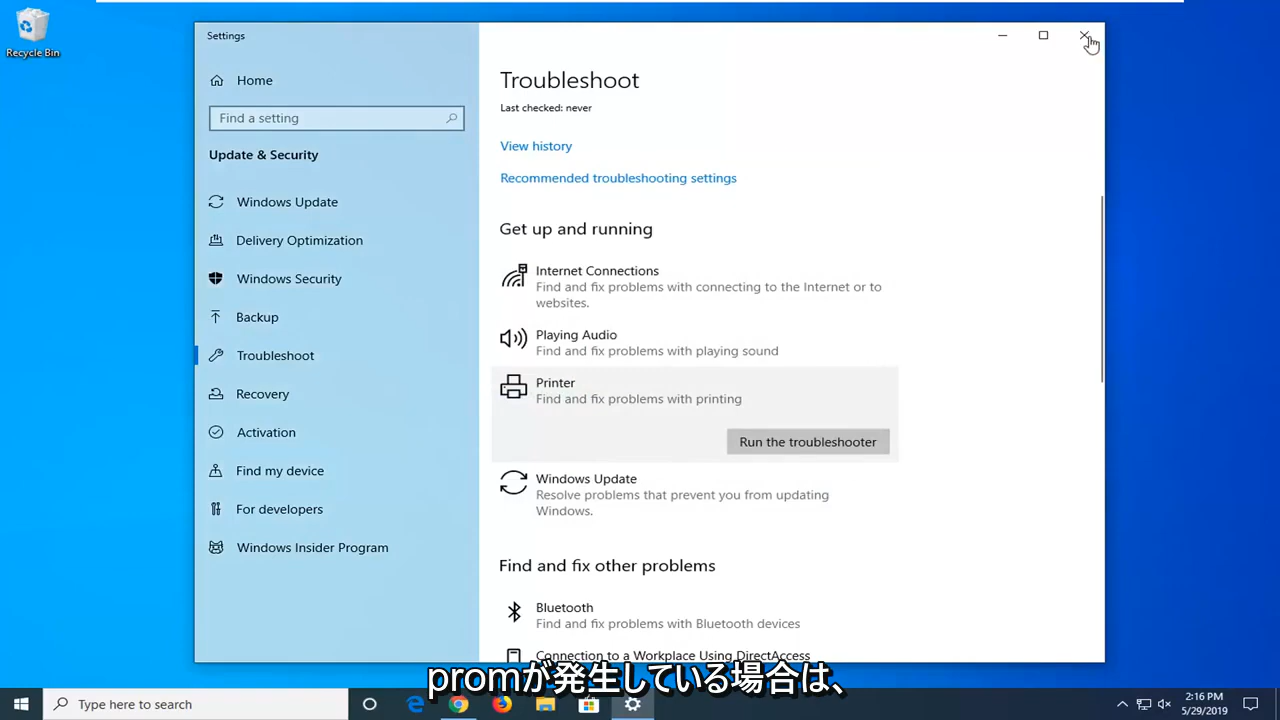 Recycle Bin
Settings
Home
Find a setting
Update & Security
Windows Update
Delivery Optimization
Windows Security
Backup
Troubleshoot
Recovery
Activation
Find my device
For developers
Windows Insider Program
Troubleshoot
Last checked: never
View history
Recommended troubleshooting settings
Get up and running
Internet Connections
Find and fix problems with connecting to the Internet or to
websites.
Playing Audio
Find and fix problems with playing sound
Printer
Find and fix problems with printing
Run the troubleshooter
Windows Update
Resolve problems that prevent you from updating
Windows.
Find and fix other problems
Bluetooth
Find and fix problems with Bluetooth devices
Connection to a Workplace Using DirectAccess
promが発生している場合は、
Type here to search
2:16 PM
5/29/2019